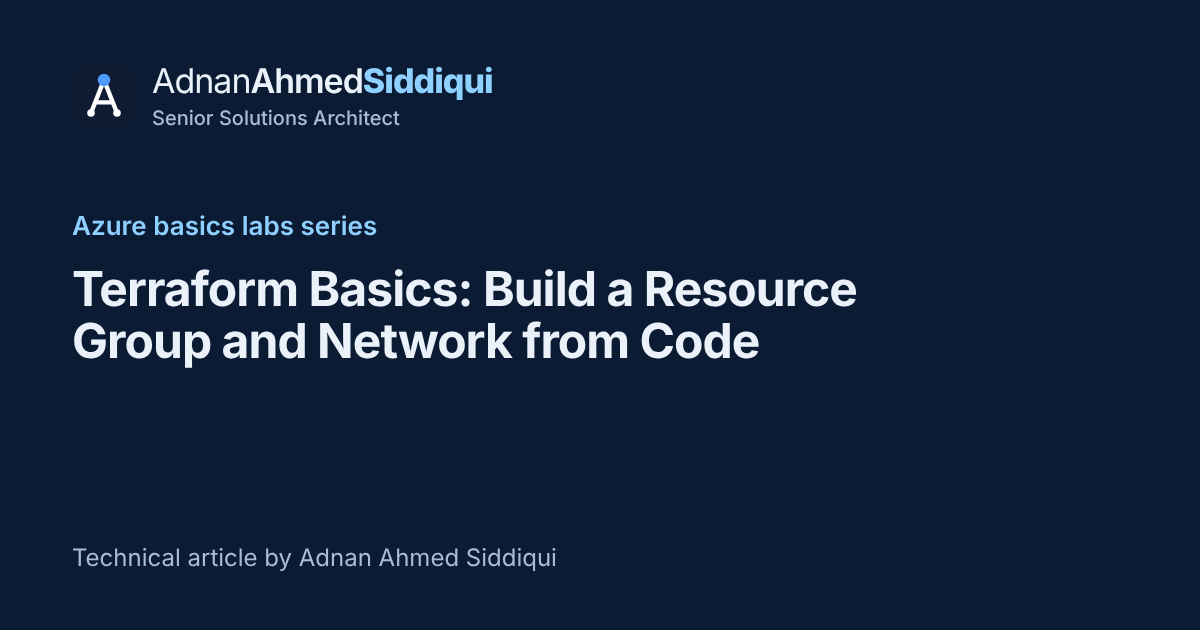 AdnanAhmedSiddiqui
Senior Solutions Architect
Azure basics labs series
Terraform Basics: Build a Resource
Group and Network from Code
Technical article by Adnan Ahmed Siddiqui